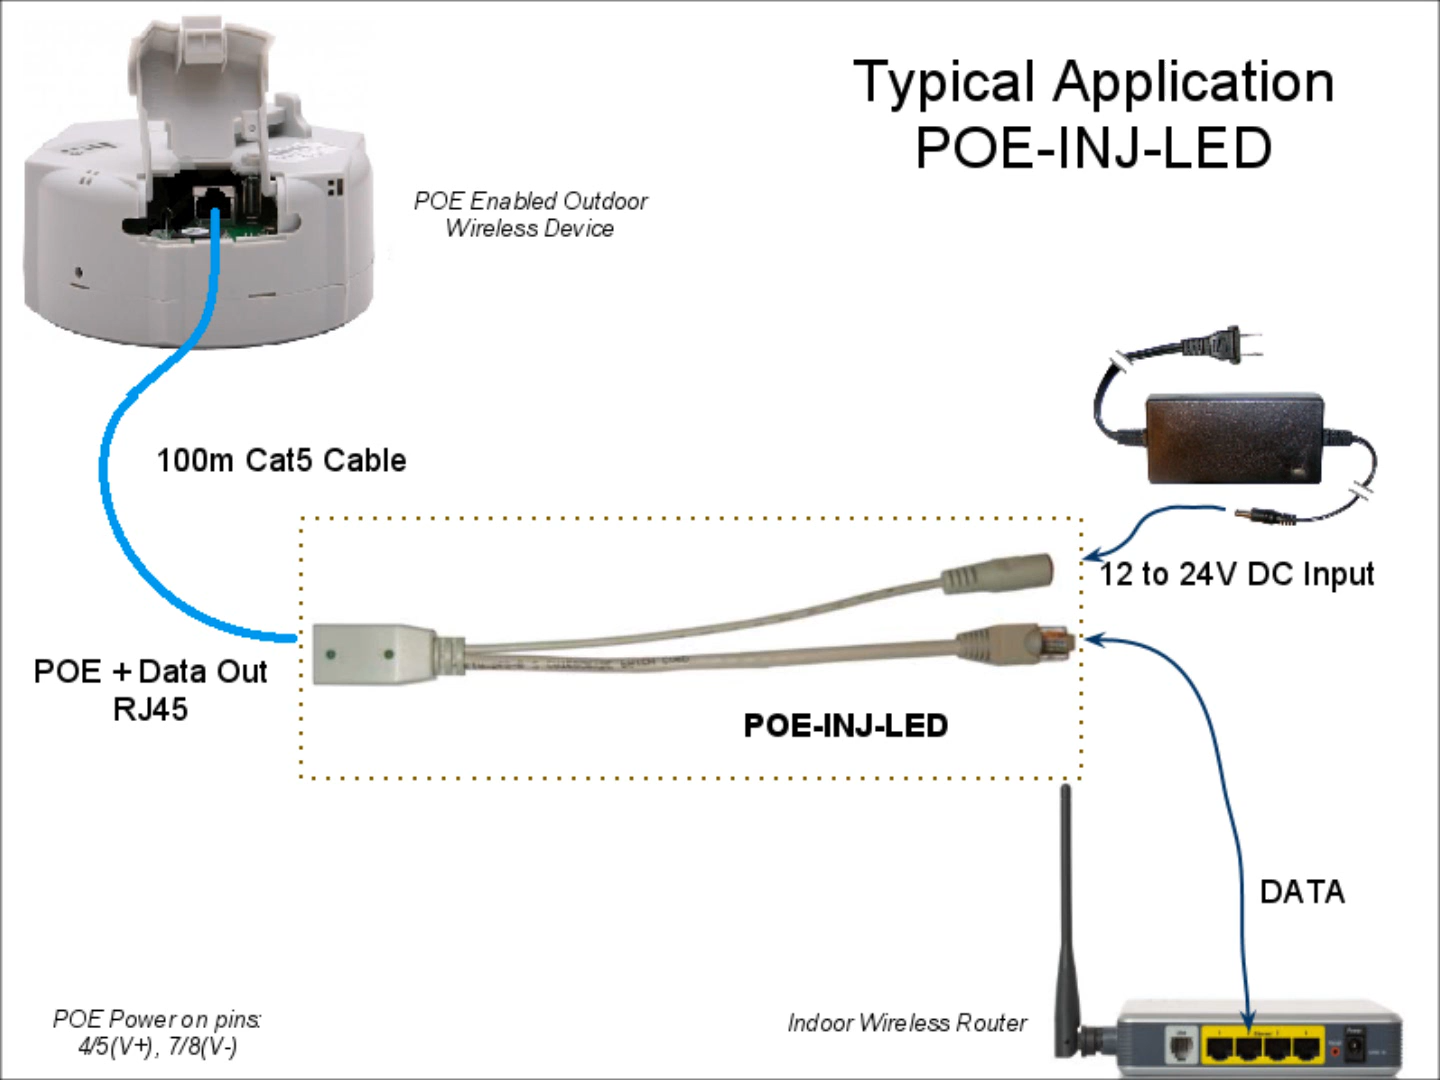 Typical Application
POE-INJ-LED
POE Enabled Outdoor
Wireless Device
100m Cat5 Cable
12 to 24V DC Input
POE + Data Out
RJ45
POE-INJ-LED
DATA
POE Power on pins:
4/5(V+), 7/8(V-)
Indoor Wireless Router